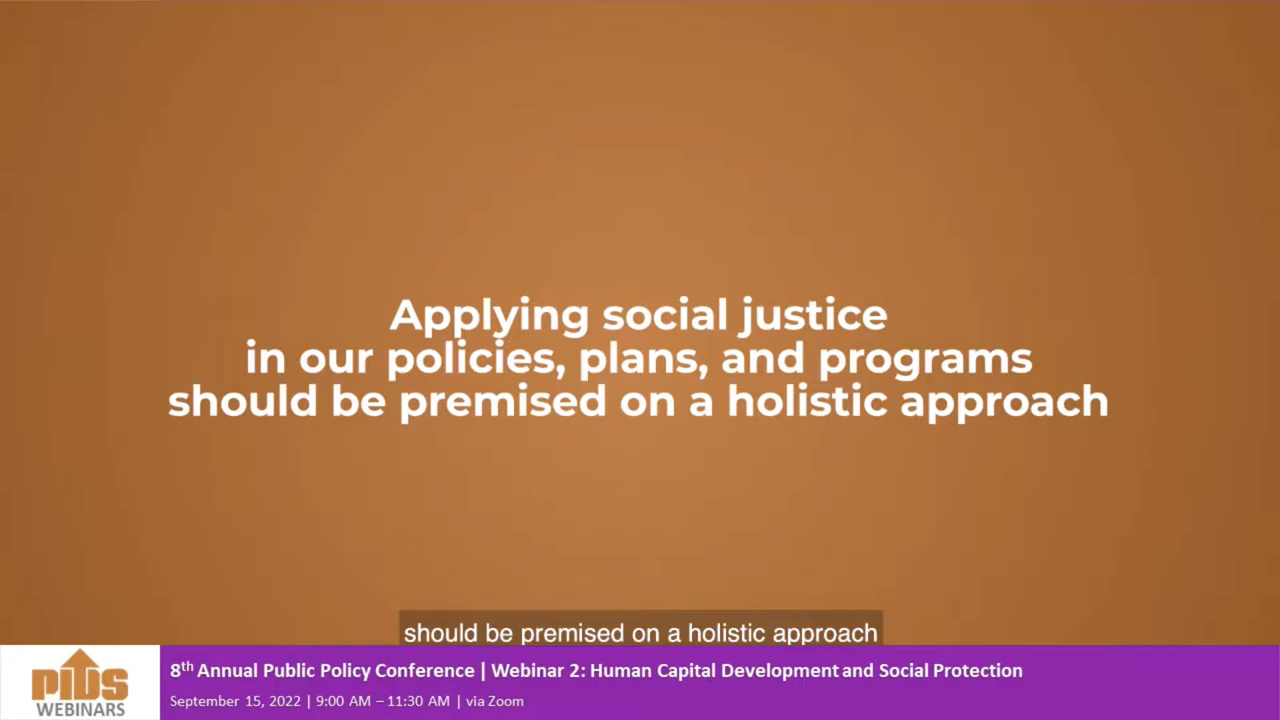 Applying social justice
in our policies, plans, and programs
should be premised on a holistic approach
should be premised on a holistic approach
pids
WEBINARS
8th Annual Public Policy Conference | Webinar 2: Human Capital Development and Social Protection
September 15, 2022 | 9:00 AM – 11:30 AM | via Zoom